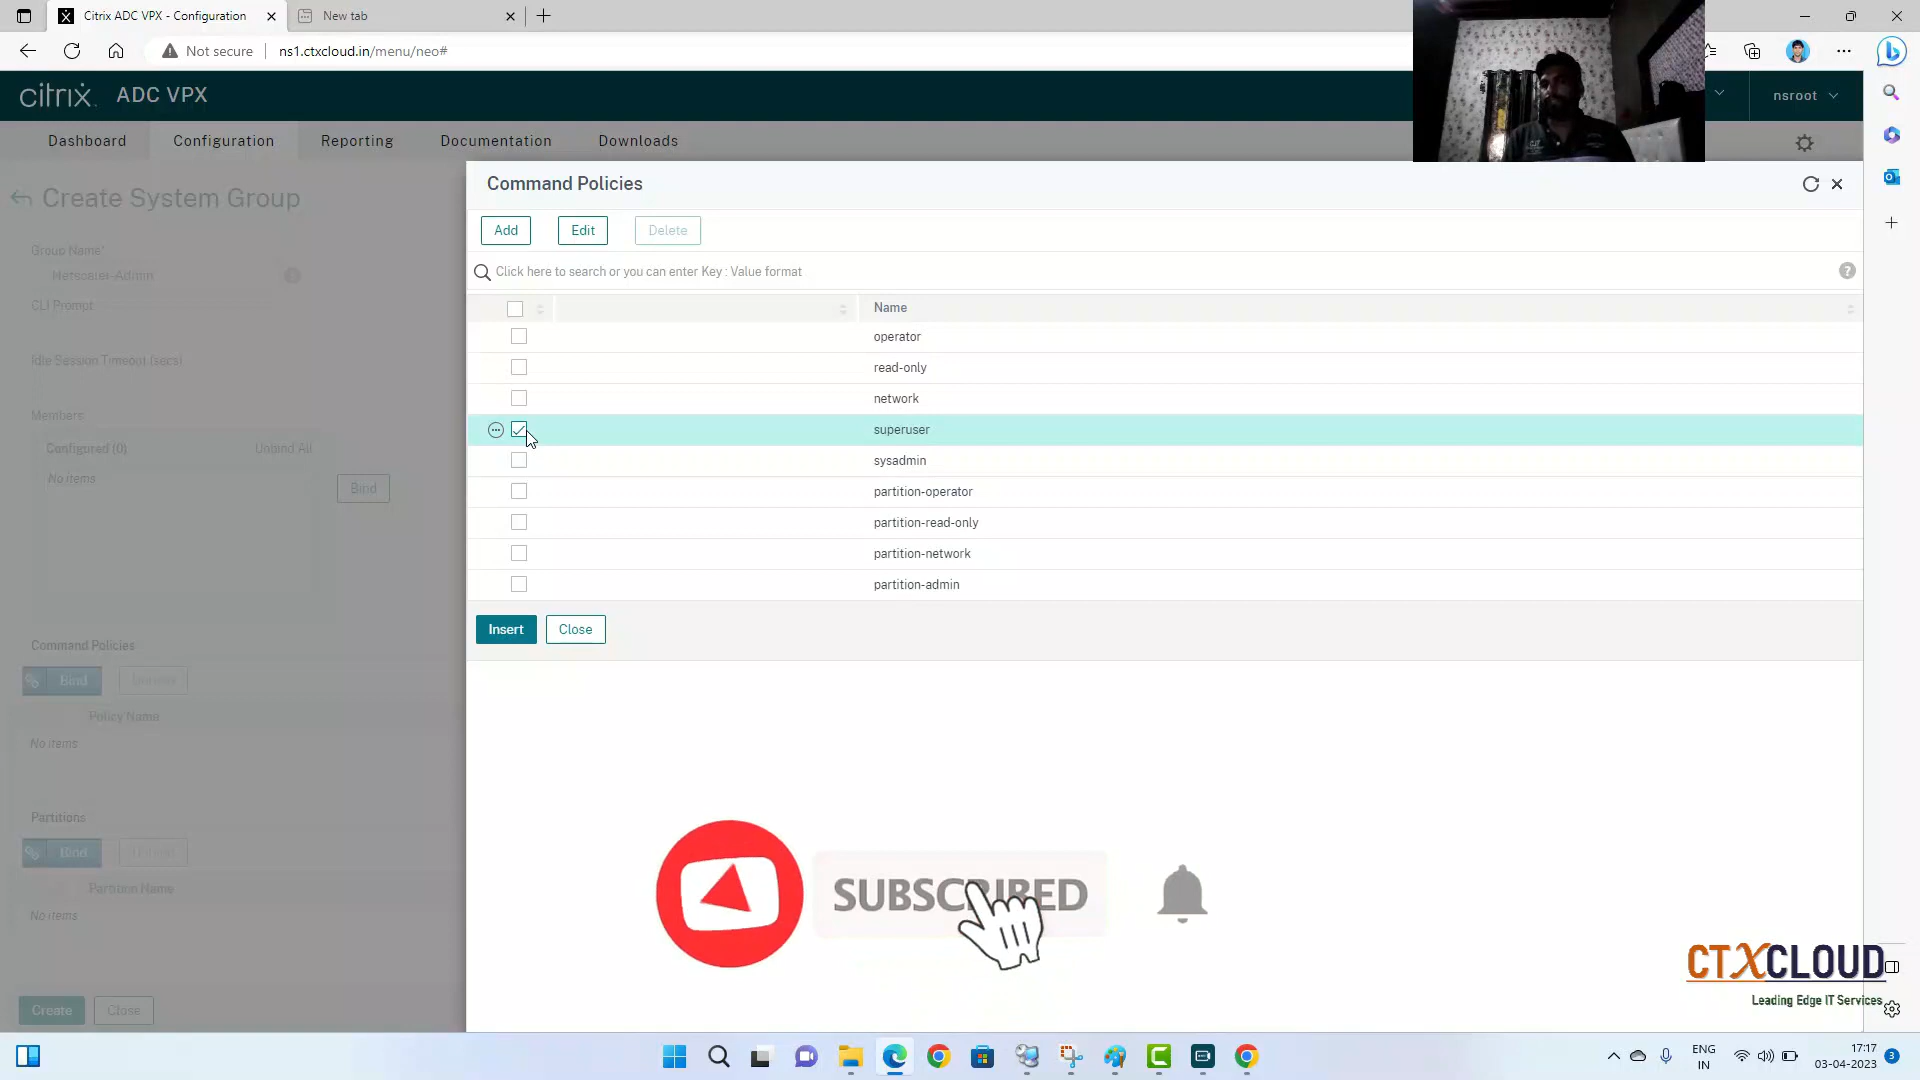 Citrix ADC VPX - Configuration
New tab
Not secure
ns1.ctxcloud.in/menu/neo#
citrix. ADC VPX
nsroot
Dashboard
Configuration
Reporting
Documentation
Downloads
Create System Group
Group Name*
Netscaler-Admin
CLI Prompt
Idle Session Timeout (secs)
Members
Configured (0)
Unbind All
No items
Bind
Command Policies
Bind
Policy Name
No items
Partitions
Bind
Partition Name
No items
Create
Close
Command Policies
Add
Edit
Delete
Click here to search or you can enter Key : Value format
?
Name
operator
read-only
network
superuser
sysadmin
partition-operator
partition-read-only
partition-network
partition-admin
Insert
Close
SUBSCRIBED
CTXCLOUD
Leading Edge IT Services
ENG
IN
17:17
03-04-2023
3